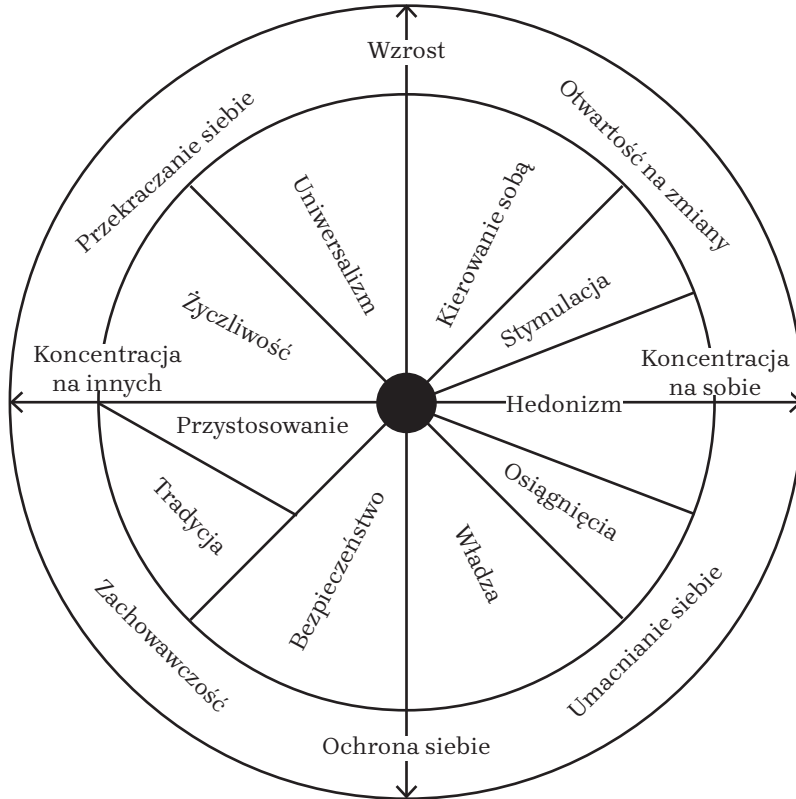 Wzrost
Przekraczanie siebie
Otwartość na zmiany
Uniwersalizm
Kierowanie sobą
Życzliwość
Stymulacja
Koncentracja
na innych
Koncentracja
na sobie
Hedonizm
Przystosowanie
Tradycja
Osiągnięcia
Bezpieczeństwo
Władza
Zachowawczość
Umacnianie siebie
Ochrona siebie